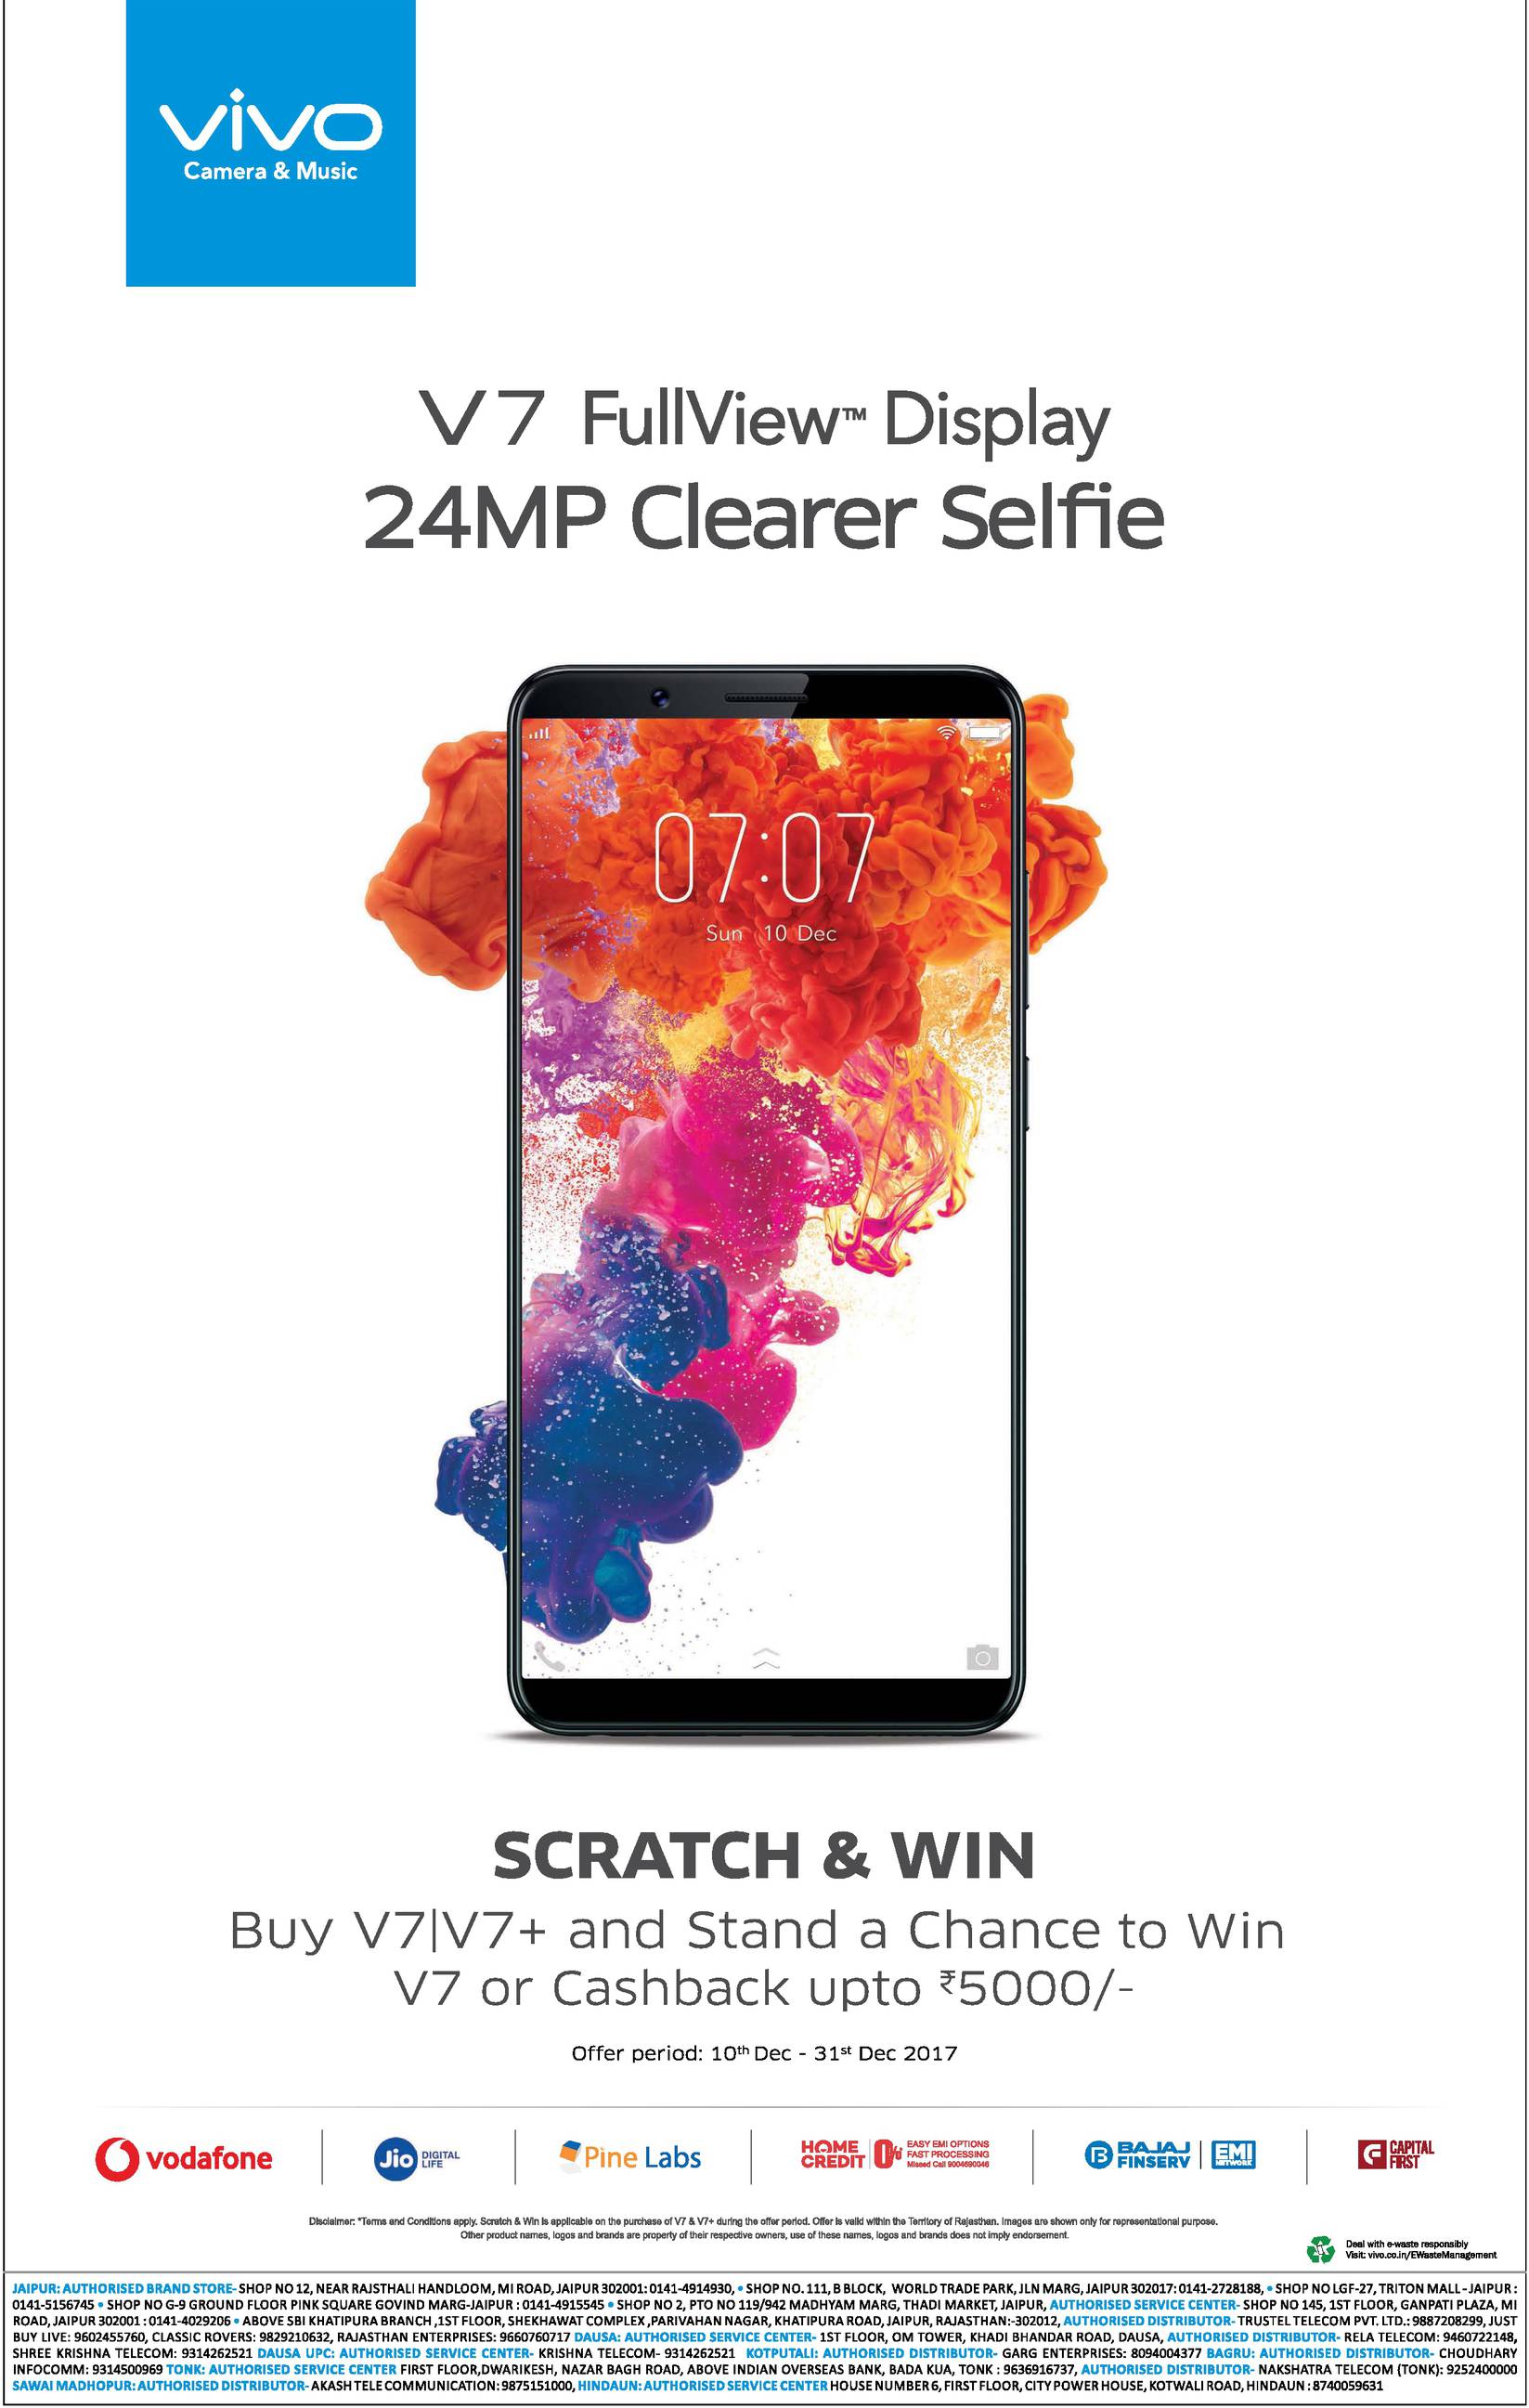 vivo
Camera & Music
V7 FullView™ Display
24MP Clearer Selfie
07:07
Sun 10 Dec
SCRATCH & WIN
Buy V7|V7+ and Stand a Chance to Win
V7 or Cashback upto ₹5000/-
Offer period: 10th Dec - 31st Dec 2017
vodafone
Jio DIGITAL LIFE
Pine Labs
HOME CREDIT 0% EASY EMI OPTIONS FAST PROCESSING Missed Call 9004690046
B BAJAJ FINSERV EMI NETWORK
CAPITAL FIRST
Disclaimer: *Terms and Conditions apply. Scratch & Win is applicable on the purchase of V7 & V7+ during the offer period. Offer is valid within the Territory of Rajasthan. Images are shown only for representational purpose.
Other product names, logos and brands are property of their respective owners, use of these names, logos and brands does not imply endorsement.
Deal with e-waste responsibly
Visit: vivo.co.in/EWasteManagement
JAIPUR: AUTHORISED BRAND STORE- SHOP NO 12, NEAR RAJSTHALI HANDLOOM, MI ROAD, JAIPUR 302001: 0141-4914930, • SHOP NO. 111, B BLOCK, WORLD TRADE PARK, JLN MARG, JAIPUR 302017: 0141-2728188, • SHOP NO LGF-27, TRITON MALL - JAIPUR :
0141-5156745 • SHOP NO G-9 GROUND FLOOR PINK SQUARE GOVIND MARG-JAIPUR : 0141-4915545 • SHOP NO 2, PTO NO 119/942 MADHYAM MARG, THADI MARKET, JAIPUR, AUTHORISED SERVICE CENTER- SHOP NO 145, 1ST FLOOR, GANPATI PLAZA, MI
ROAD, JAIPUR 302001 : 0141-4029206 • ABOVE SBI KHATIPURA BRANCH ,1ST FLOOR, SHEKHAWAT COMPLEX ,PARIVAHAN NAGAR, KHATIPURA ROAD, JAIPUR, RAJASTHAN:-302012, AUTHORISED DISTRIBUTOR- TRUSTEL TELECOM PVT. LTD.: 9887208299, JUST
BUY LIVE: 9602455760, CLASSIC ROVERS: 9829210632, RAJASTHAN ENTERPRISES: 9660760717 DAUSA: AUTHORISED SERVICE CENTER- 1ST FLOOR, OM TOWER, KHADI BHANDAR ROAD, DAUSA, AUTHORISED DISTRIBUTOR- RELA TELECOM: 9460722148,
SHREE KRISHNA TELECOM: 9314262521 DAUSA UPC: AUTHORISED SERVICE CENTER- KRISHNA TELECOM- 9314262521 KOTPUTALI: AUTHORISED DISTRIBUTOR- GARG ENTERPRISES: 8094004377 BAGRU: AUTHORISED DISTRIBUTOR- CHOUDHARY
INFOCOMM: 9314500969 TONK: AUTHORISED SERVICE CENTER FIRST FLOOR,DWARIKESH, NAZAR BAGH ROAD, ABOVE INDIAN OVERSEAS BANK, BADA KUA, TONK : 9636916737, AUTHORISED DISTRIBUTOR- NAKSHATRA TELECOM (TONK): 9252400000
SAWAI MADHOPUR: AUTHORISED DISTRIBUTOR- AKASH TELE COMMUNICATION: 9875151000, HINDAUN: AUTHORISED SERVICE CENTER HOUSE NUMBER 6, FIRST FLOOR, CITY POWER HOUSE, KOTWALI ROAD, HINDAUN : 8740059631